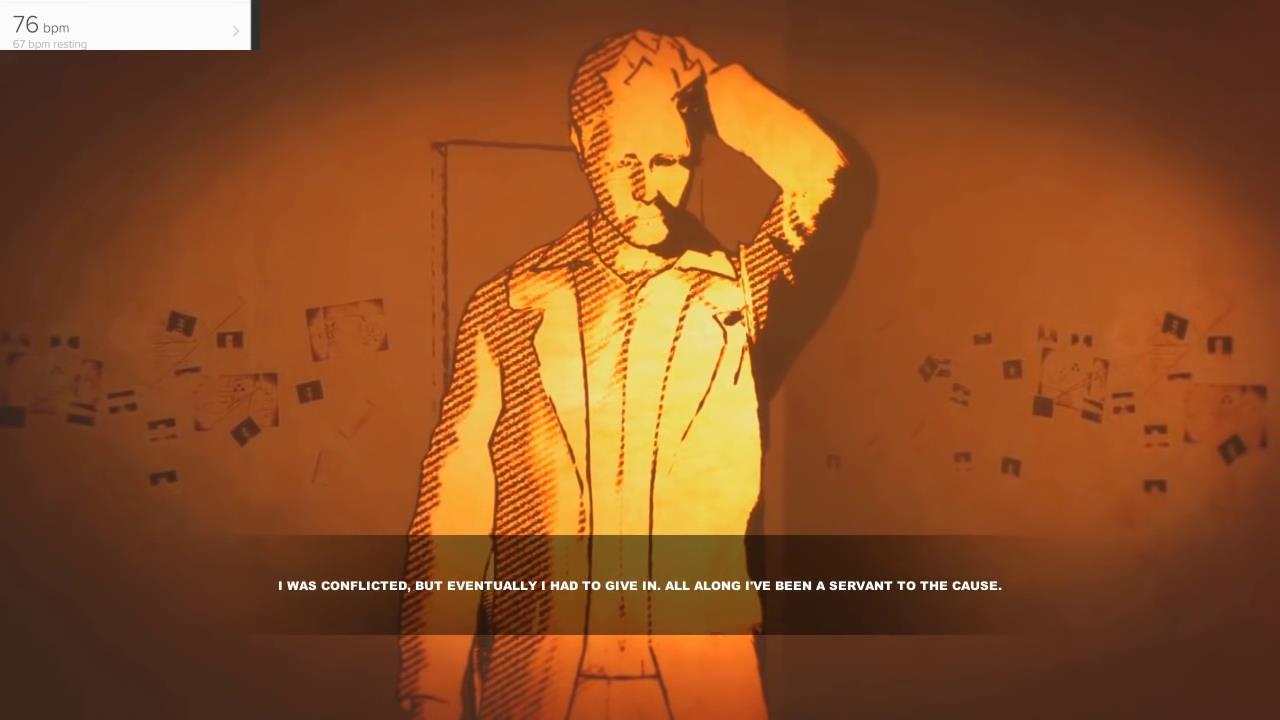 76 bpm
67 bpm resting
I WAS CONFLICTED, BUT EVENTUALLY I HAD TO GIVE IN. ALL ALONG I'VE BEEN A SERVANT TO THE CAUSE.